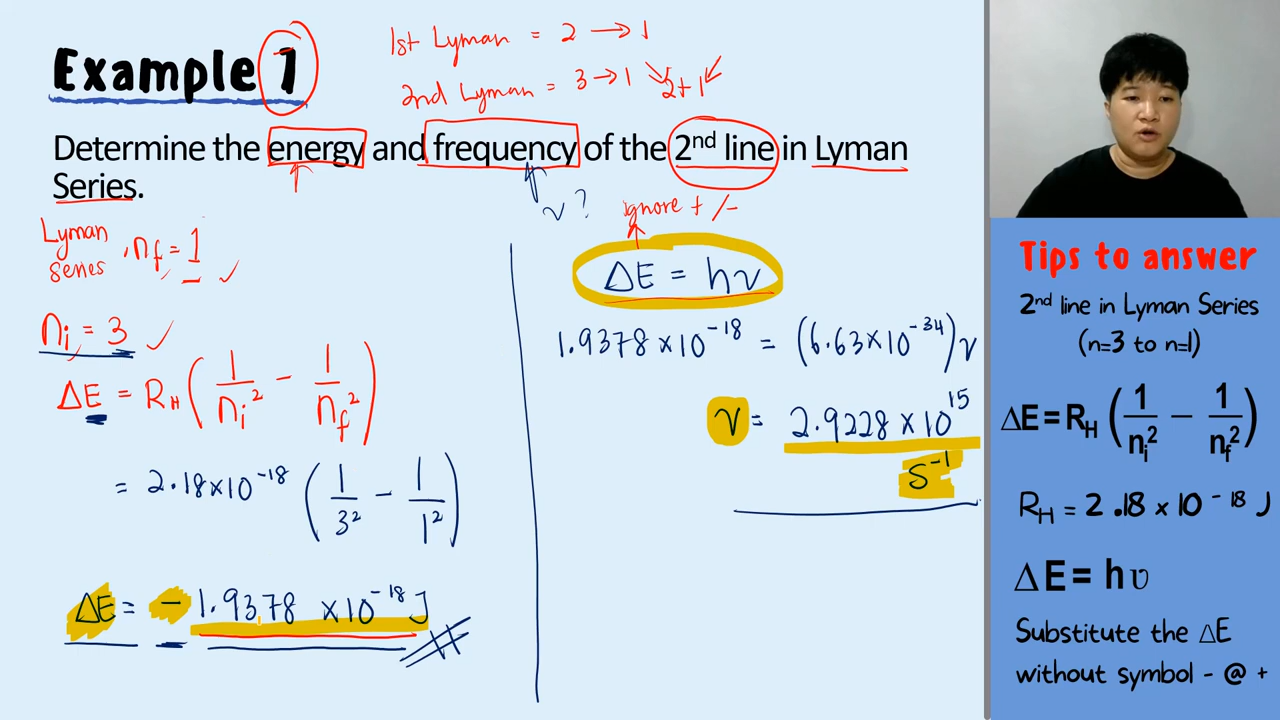 Example 7
1st Lyman = 2 → 1
2nd Lyman = 3 → 1
2+1
Determine the energy and frequency of the 2nd line in Lyman
Series.
ν ?
ignore + / -
Lyman
series , nf = 1
ni = 3
ΔE = RH ( 1/ni² − 1/nf² )
= 2.18×10⁻¹⁸ ( 1/3² − 1/1² )
ΔE = − 1.9378 ×10⁻¹⁸ J
ΔE = hν
1.9378×10⁻¹⁸ = (6.63×10⁻³⁴) ν
ν = 2.9228 × 10¹⁵
s⁻¹
Tips to answer
2nd line in Lyman Series
(n=3 to n=1)
ΔE = RH ( 1/ni² − 1/nf² )
RH = 2.18 × 10⁻¹⁸ J
ΔE = hυ
Substitute the ΔE
without symbol - @ +